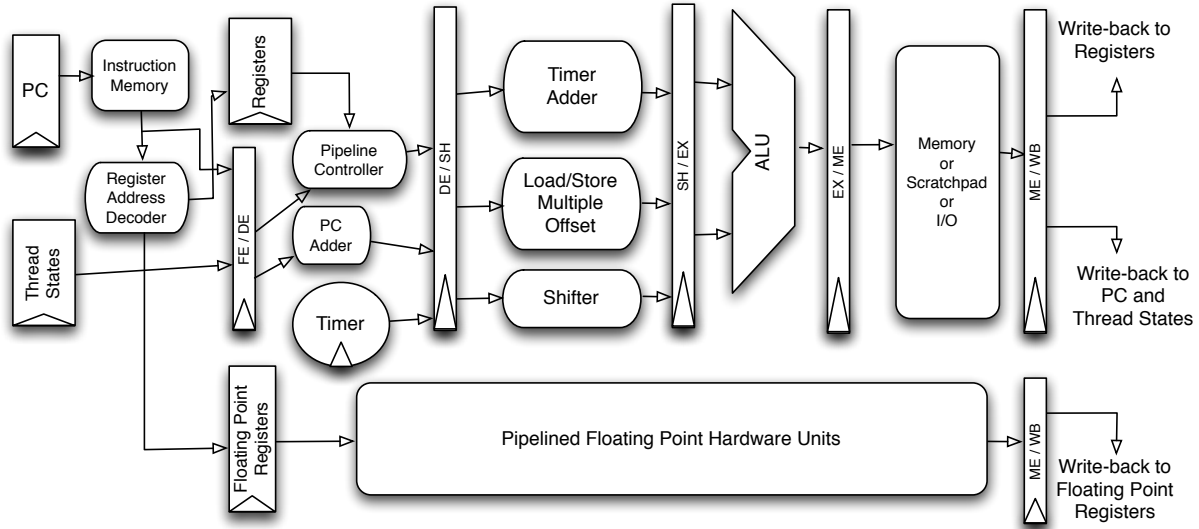 PC
Instruction
Memory
Register
Address
Decoder
Thread
States
Registers
FE / DE
Pipeline
Controller
PC
Adder
Timer
DE / SH
Timer
Adder
Load/Store
Multiple
Offset
Shifter
SH / EX
ALU
EX / ME
Memory
or
Scratchpad
or
I/O
ME / WB
Write-back to
Registers
Write-back to
PC and
Thread States
Floating Point
Registers
Pipelined Floating Point Hardware Units
ME / WB
Write-back to
Floating Point
Registers